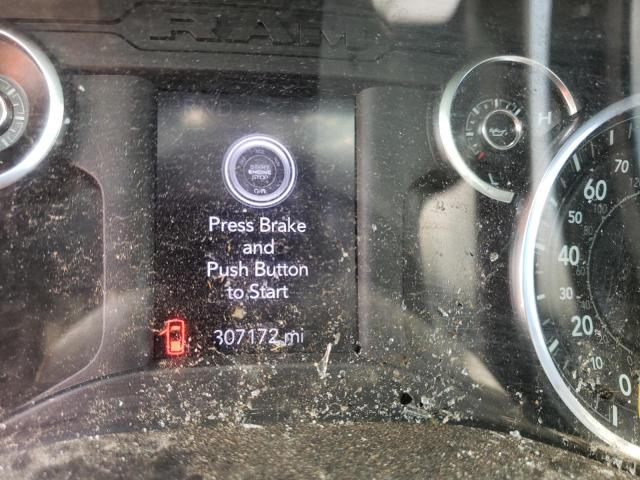 RAM
START
ENGINE
STOP
Press Brake
and
Push Button
to Start
307172 mi
H
L
70
60
50
40
30
20
10
0